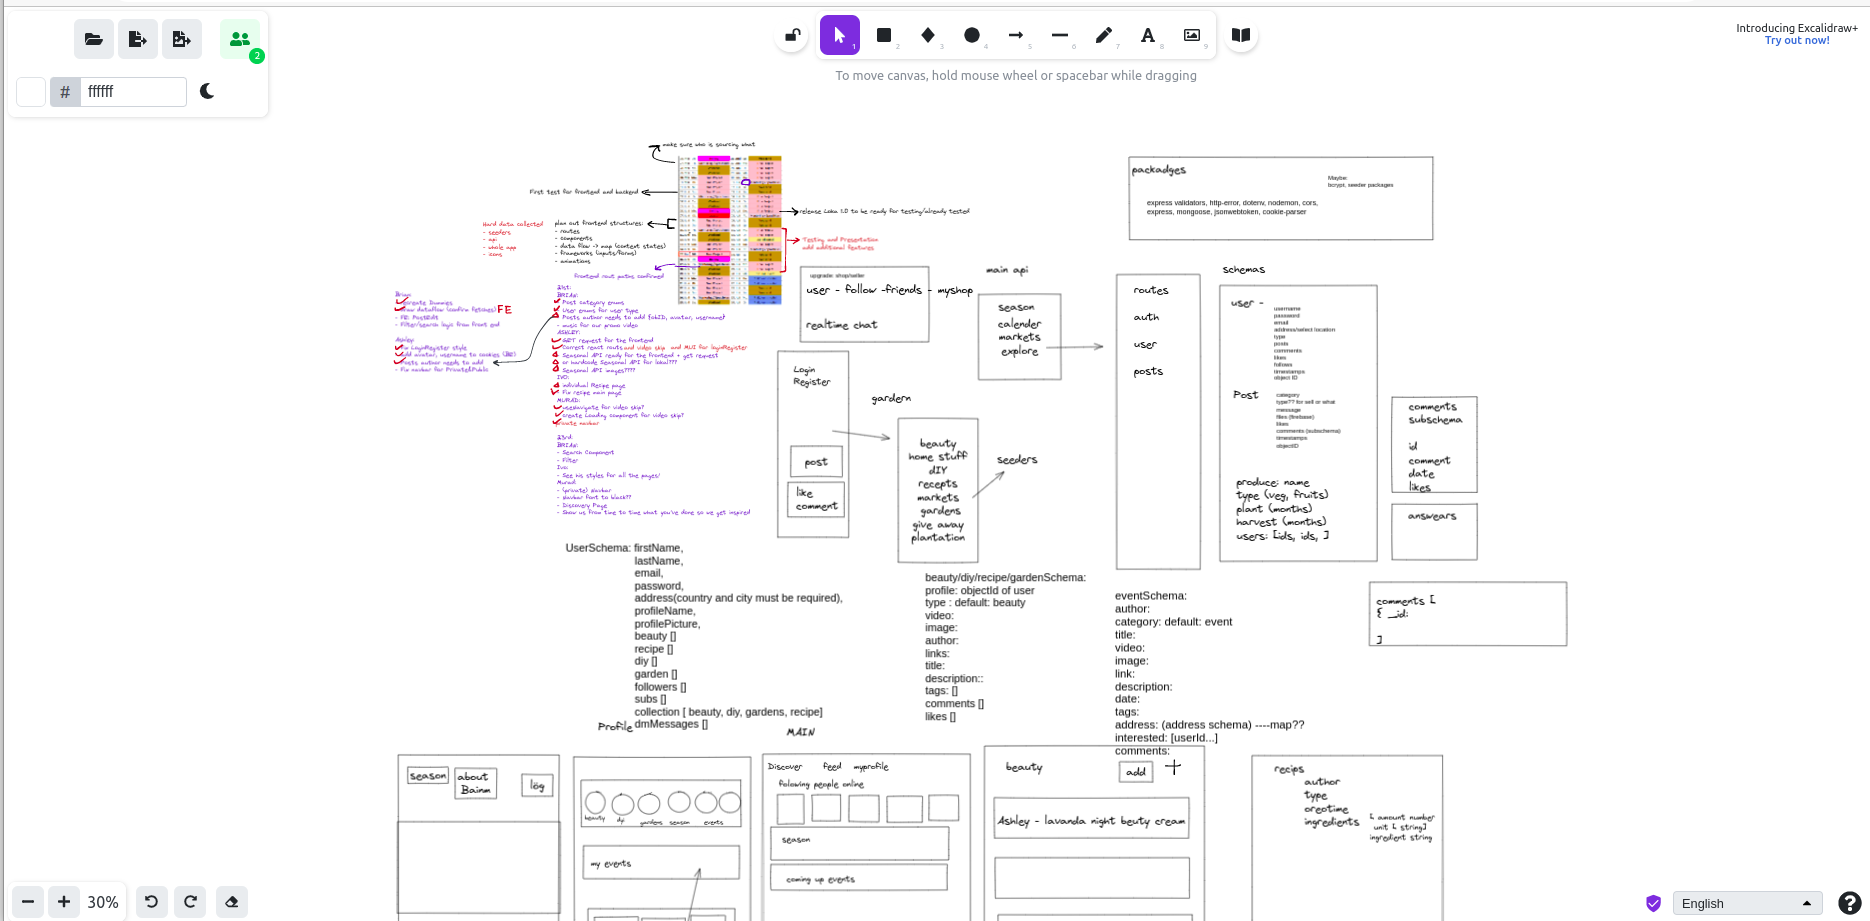 2
# ffffff
1
2
3
4
5
6
7
8
9
To move canvas, hold mouse wheel or spacebar while dragging
Introducing Excalidraw+
Try out now!
make sure who is sourcing what
First test for frontend and backend
release Loka 1.0 to be ready for testing/already tested
Hard data collected
- seeders
- api
- whole app
- icons
plan out frontend structures:
- routes
- components
- data flow -> map (context states)
- frameworks (inputs/forms)
- animations
Testing and Presentation
add additional features
frontend rout paths confirmed
Brian:
create Dummies
draw dataflow (confirm fetches) FE
- FE: PostEdit
- Filter/search logic from front end
Ashley:
Fix LoginRegister style
Add avatar, username to cookies (BE)
Posts author needs to add
- Fix navbar for Private&Public
21st:
BRIAN:
Post category enums
User enums for user type
Posts author needs to add jobID, avatar, username!
- music for our promo video
ASHLEY:
GET request for the frontend
Correct react routs and video skip and MUI for loginRegister
Seasonal API ready for the frontend + get request
or hardcode Seasonal API for loka???
Seasonal API images????
IVO:
individual Recipe page
Fix recipe main page
MURAD:
useNavigate for video skip?
create Loading component for video skip?
private navbar
23rd:
BRIAN:
- Search Component
- Filter
Ivo:
- See his styles for all the pages!
Murad
- (private) Navbar
- Navbar font to black??
- Discovery Page
- Show us from time to time what you've done so we get inspired
packadges
Maybe:
bcrypt, seeder packages
express validators, http-error, dotenv, nodemon, cors,
express, mongoose, jsonwebtoken, cookie-parser
upgrade: shop/seller
user - follow -friends - myshop
realtime chat
main api
season
calender
markets
explore
routes
auth
user
posts
schemas
user -
username
password
email
address/select location
type
posts
comments
likes
follows
timestamps
object ID
Post
category
type?? for sell or what
message
files (firebase)
likes
comments (subschema)
timestamps
objectID
produce: name
type (veg, fruits)
plant (months)
harvest (months)
users: [ids, ids, ]
comments
subschema
id
comment
date
likes
answears
comments [
{ _id:
]
Login
Register
post
like
comment
gardern
beauty
home stuff
dIY
recepts
markets
gardens
give away
plantation
seeders
UserSchema: firstName,
lastName,
email,
password,
address(country and city must be required),
profileName,
profilePicture,
beauty []
recipe []
diy []
garden []
followers []
subs []
collection [ beauty, diy, gardens, recipe]
dmMessages []
beauty/diy/recipe/gardenSchema:
profile: objectId of user
type : default: beauty
video:
image:
author:
links:
title:
description::
tags: []
comments []
likes []
eventSchema:
author:
category: default: event
title:
video:
image:
link:
description:
date:
tags:
address: (address schema) ----map??
interested: [userId...]
comments:
Profile
MAIN
season
about
Bainm
log
beauty
dyi
gardens
season
events
my events
Discover feed myprofile
folowing people online
season
coming up events
beauty
add
Ashley - lavanda night beuty cream
recips
author
type
oreotime
ingredients
[ amount number
unit [ string]
ingredient string
30%
English